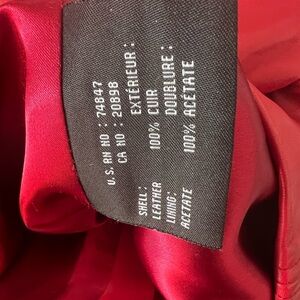 U.S. RN NO : 74847
CA NO : 20898
SHELL : EXTÉRIEUR :
LEATHER 100% CUIR
LINING: DOUBLURE :
ACETATE 100% ACÉTATE